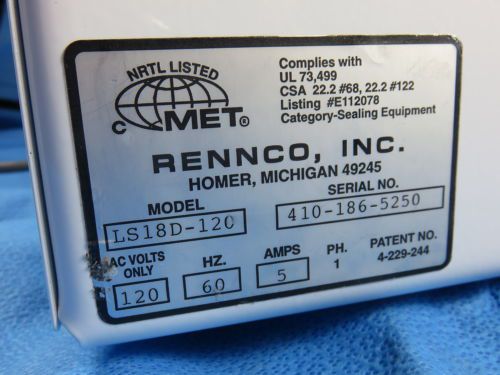 NRTL LISTED
C MET®
Complies with
UL 73,499
CSA 22.2 #68, 22.2 #122
Listing #E112078
Category-Sealing Equipment
RENNCO, INC.
HOMER, MICHIGAN 49245
MODEL
LS18D-120
SERIAL NO.
410-186-5250
AC VOLTS ONLY
120
HZ.
60
AMPS
5
PH.
1
PATENT NO.
4-229-244